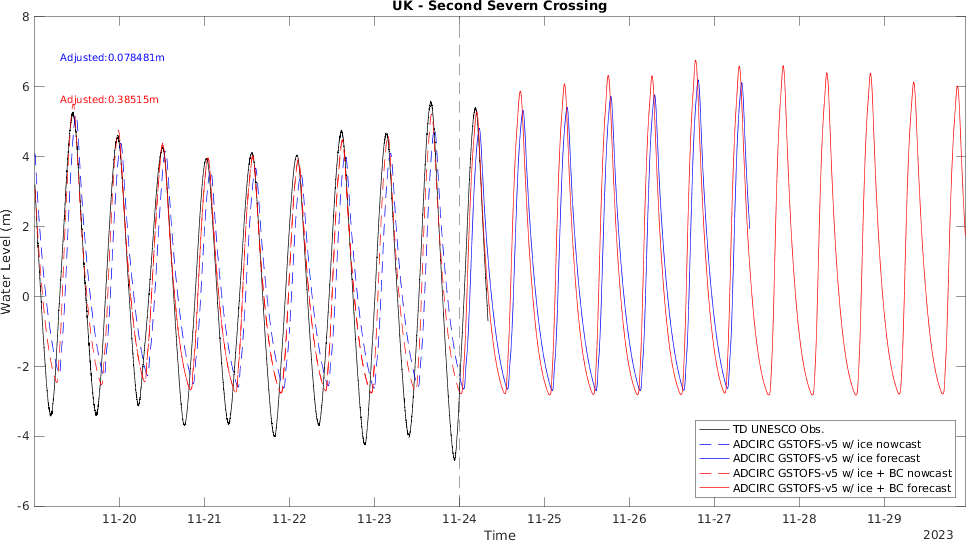 UK - Second Severn Crossing
8
6
4
2
0
-2
-4
-6
Water Level (m)
Adjusted:0.078481m
Adjusted:0.38515m
TD UNESCO Obs.
ADCIRC GSTOFS-v5 w/ ice nowcast
ADCIRC GSTOFS-v5 w/ ice forecast
ADCIRC GSTOFS-v5 w/ ice + BC nowcast
ADCIRC GSTOFS-v5 w/ ice + BC forecast
11-20 11-21 11-22 11-23 11-24 11-25 11-26 11-27 11-28 11-29
Time
2023